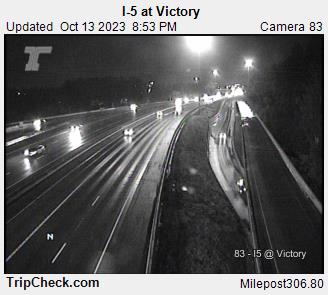 I-5 at Victory
Updated Oct 13 2023 8:53 PM Camera 83
T
N
83 - I5 @ Victory
TripCheck.com Milepost306.80